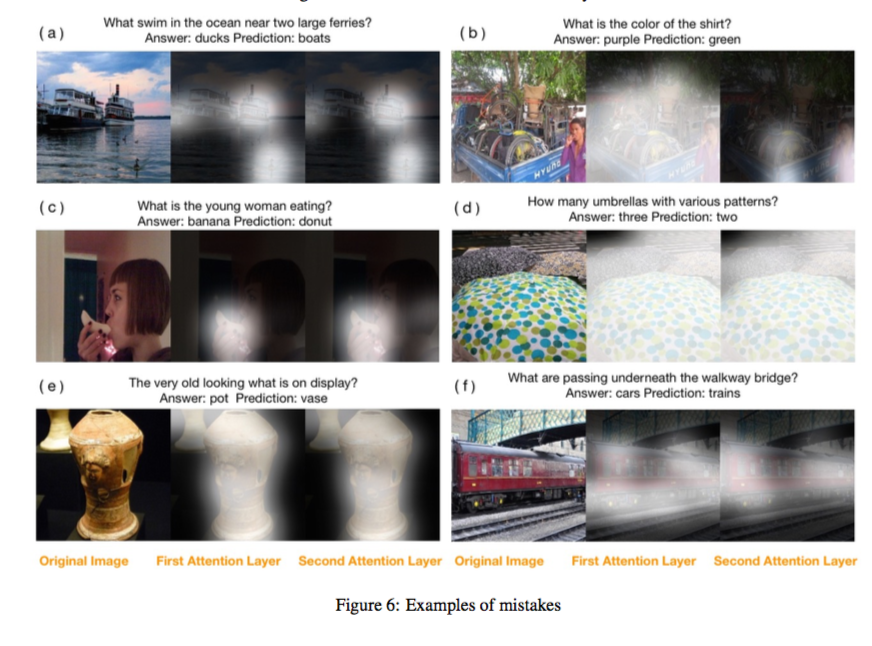 (a)
What swim in the ocean near two large ferries?
Answer: ducks Prediction: boats
(b)
What is the color of the shirt?
Answer: purple Prediction: green
HYUNG
(c)
What is the young woman eating?
Answer: banana Prediction: donut
(d)
How many umbrellas with various patterns?
Answer: three Prediction: two
(e)
The very old looking what is on display?
Answer: pot Prediction: vase
(f)
What are passing underneath the walkway bridge?
Answer: cars Prediction: trains
Original Image First Attention Layer Second Attention Layer Original Image First Attention Layer Second Attention Layer
Figure 6: Examples of mistakes